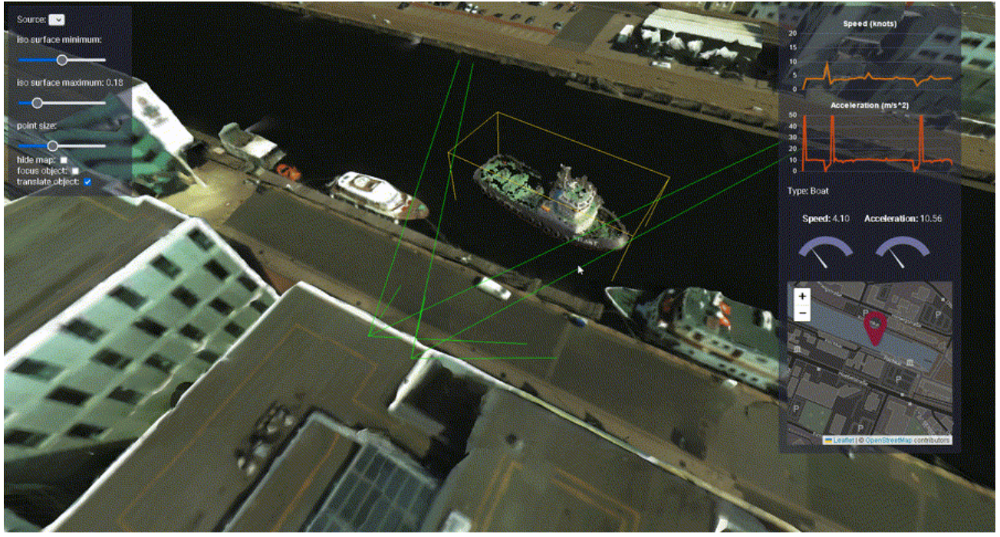 Source:
iso surface minimum:
iso surface maximum: 0.18
point size:
hide map:
focus object:
translate object:
Speed (knots)
20
15
10
5
0
Acceleration (m/s^2)
50
40
30
20
10
0
Type: Boat
Speed: 4.10 Acceleration: 10.56
+
−
P
P
P
P
P
Leaflet | © OpenStreetMap contributors